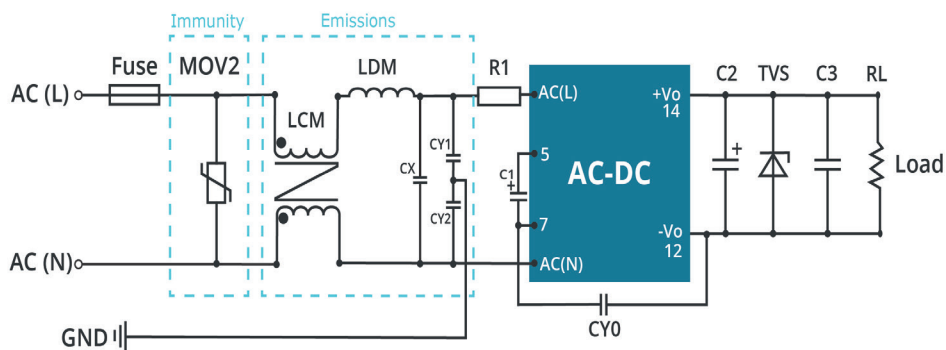 Immunity
Emissions
Fuse
MOV2
LDM
R1
C2
TVS
C3
RL
AC (L)
AC(L)
+Vo
14
LCM
CY1
5
CX
C1
+
+
AC-DC
Load
CY2
7
-Vo
12
AC (N)
AC(N)
GND
CY0